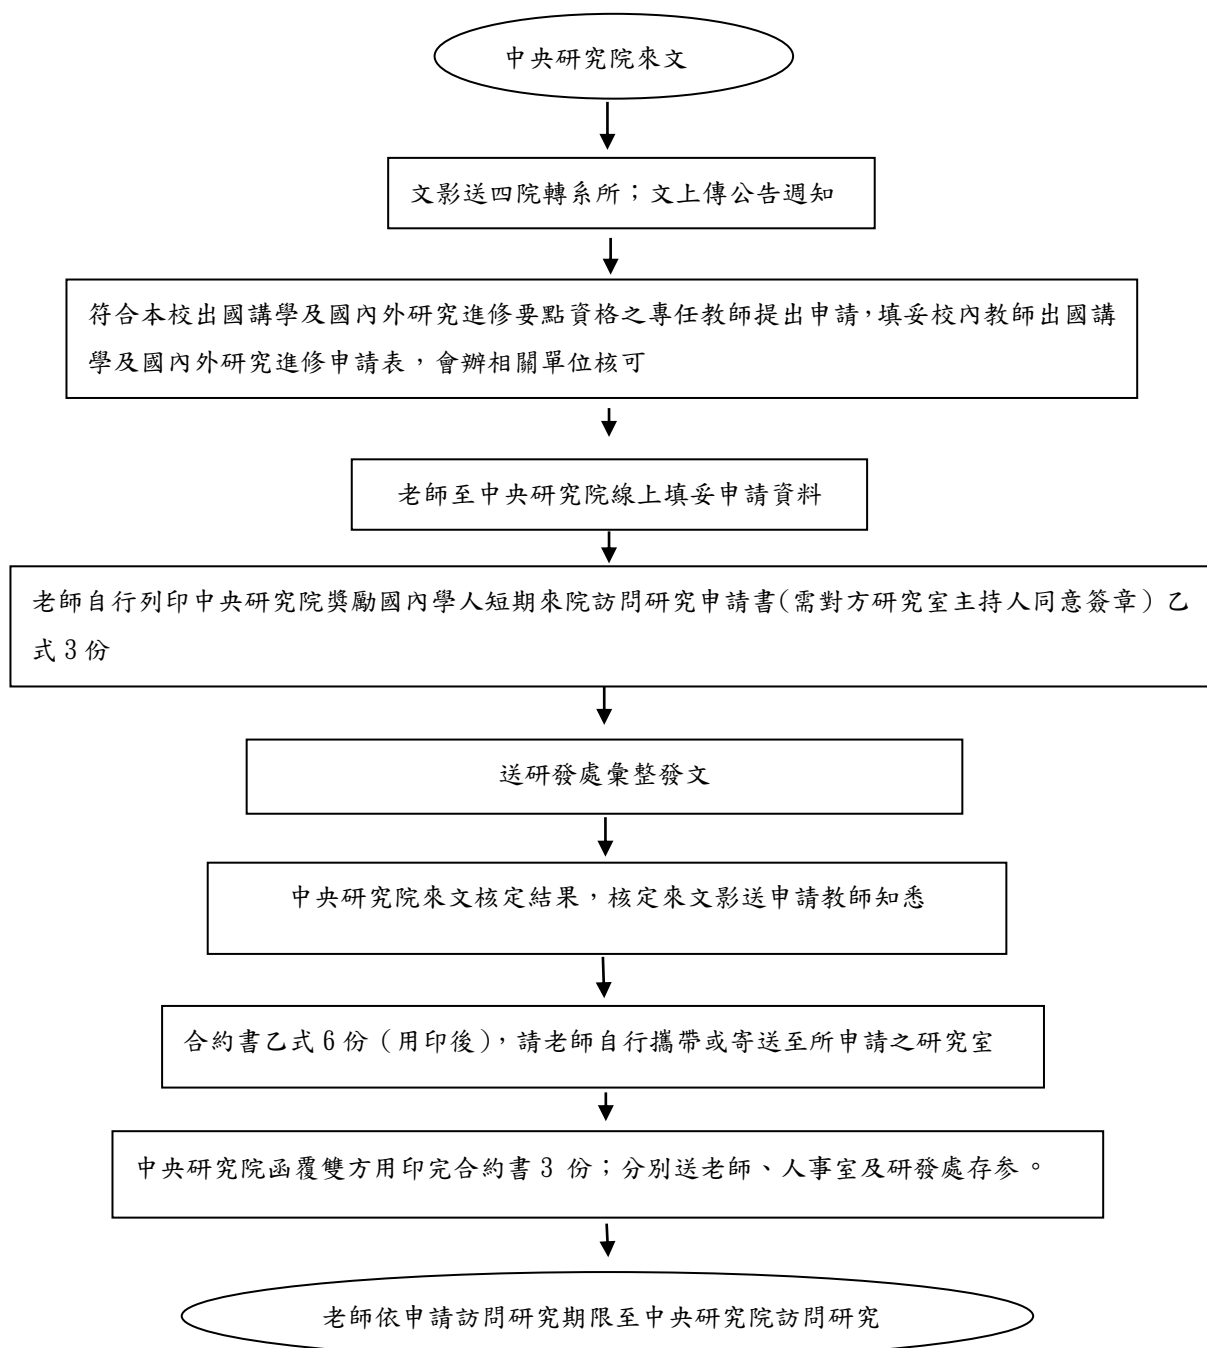 中央研究院來文
文影送四院轉系所；文上傳公告週知
符合本校出國講學及國內外研究進修要點資格之專任教師提出申請，填妥校內教師出國講
學及國內外研究進修申請表，會辦相關單位核可
老師至中央研究院線上填妥申請資料
老師自行列印中央研究院獎勵國內學人短期來院訪問研究申請書(需對方研究室主持人同意簽章）乙
式 3 份
送研發處彙整發文
中央研究院來文核定結果，核定來文影送申請教師知悉
合約書乙式 6 份（用印後），請老師自行攜帶或寄送至所申請之研究室
中央研究院函覆雙方用印完合約書 3 份；分別送老師、人事室及研發處存參。
老師依申請訪問研究期限至中央研究院訪問研究